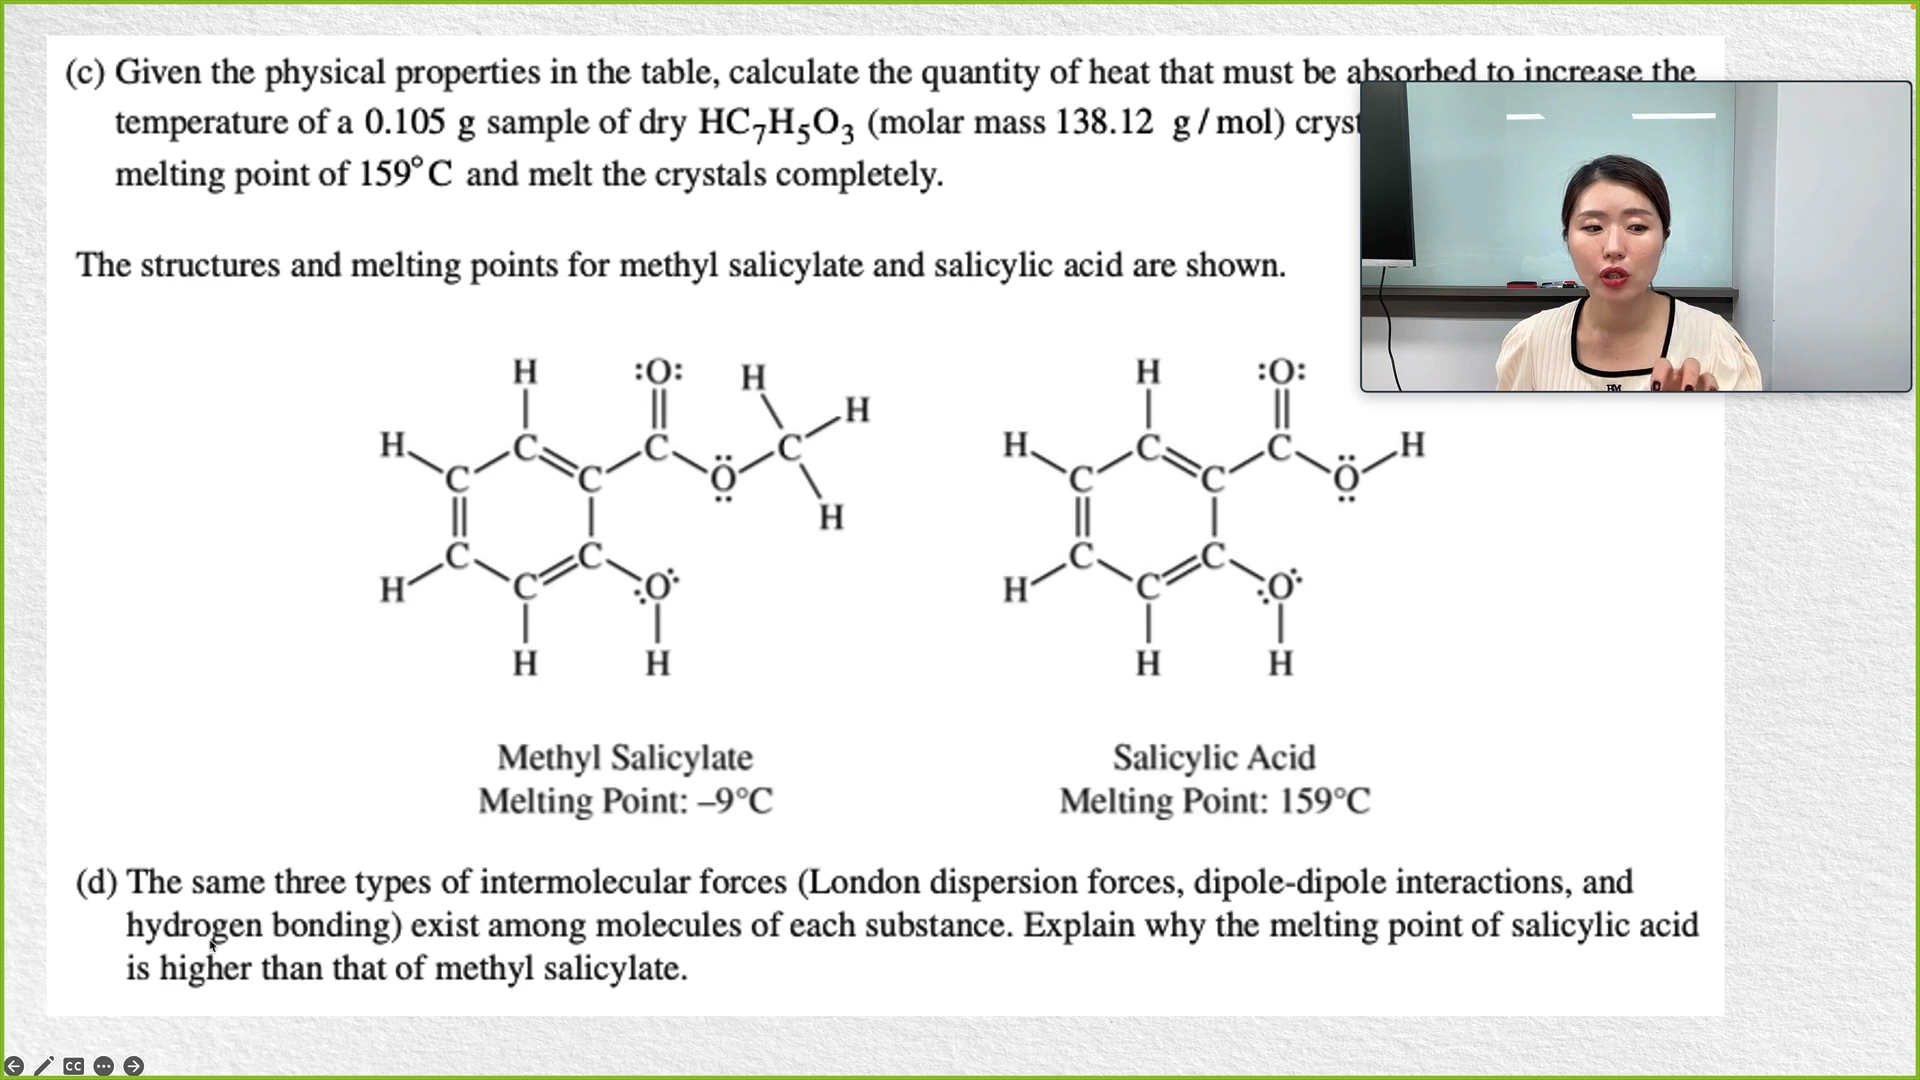 (c) Given the physical properties in the table, calculate the quantity of heat that must be absorbed to increase the
temperature of a 0.105 g sample of dry HC₇H₅O₃ (molar mass 138.12 g/mol) cryst
melting point of 159°C and melt the crystals completely.
The structures and melting points for methyl salicylate and salicylic acid are shown.
H :O: H H
H C C C Ö C
C C H
C C
H C :O:
H H
H :O:
H C C H
C C Ö
C C
H C :O:
H H
Methyl Salicylate
Melting Point: –9°C
Salicylic Acid
Melting Point: 159°C
(d) The same three types of intermolecular forces (London dispersion forces, dipole-dipole interactions, and
hydrogen bonding) exist among molecules of each substance. Explain why the melting point of salicylic acid
is higher than that of methyl salicylate.
CC